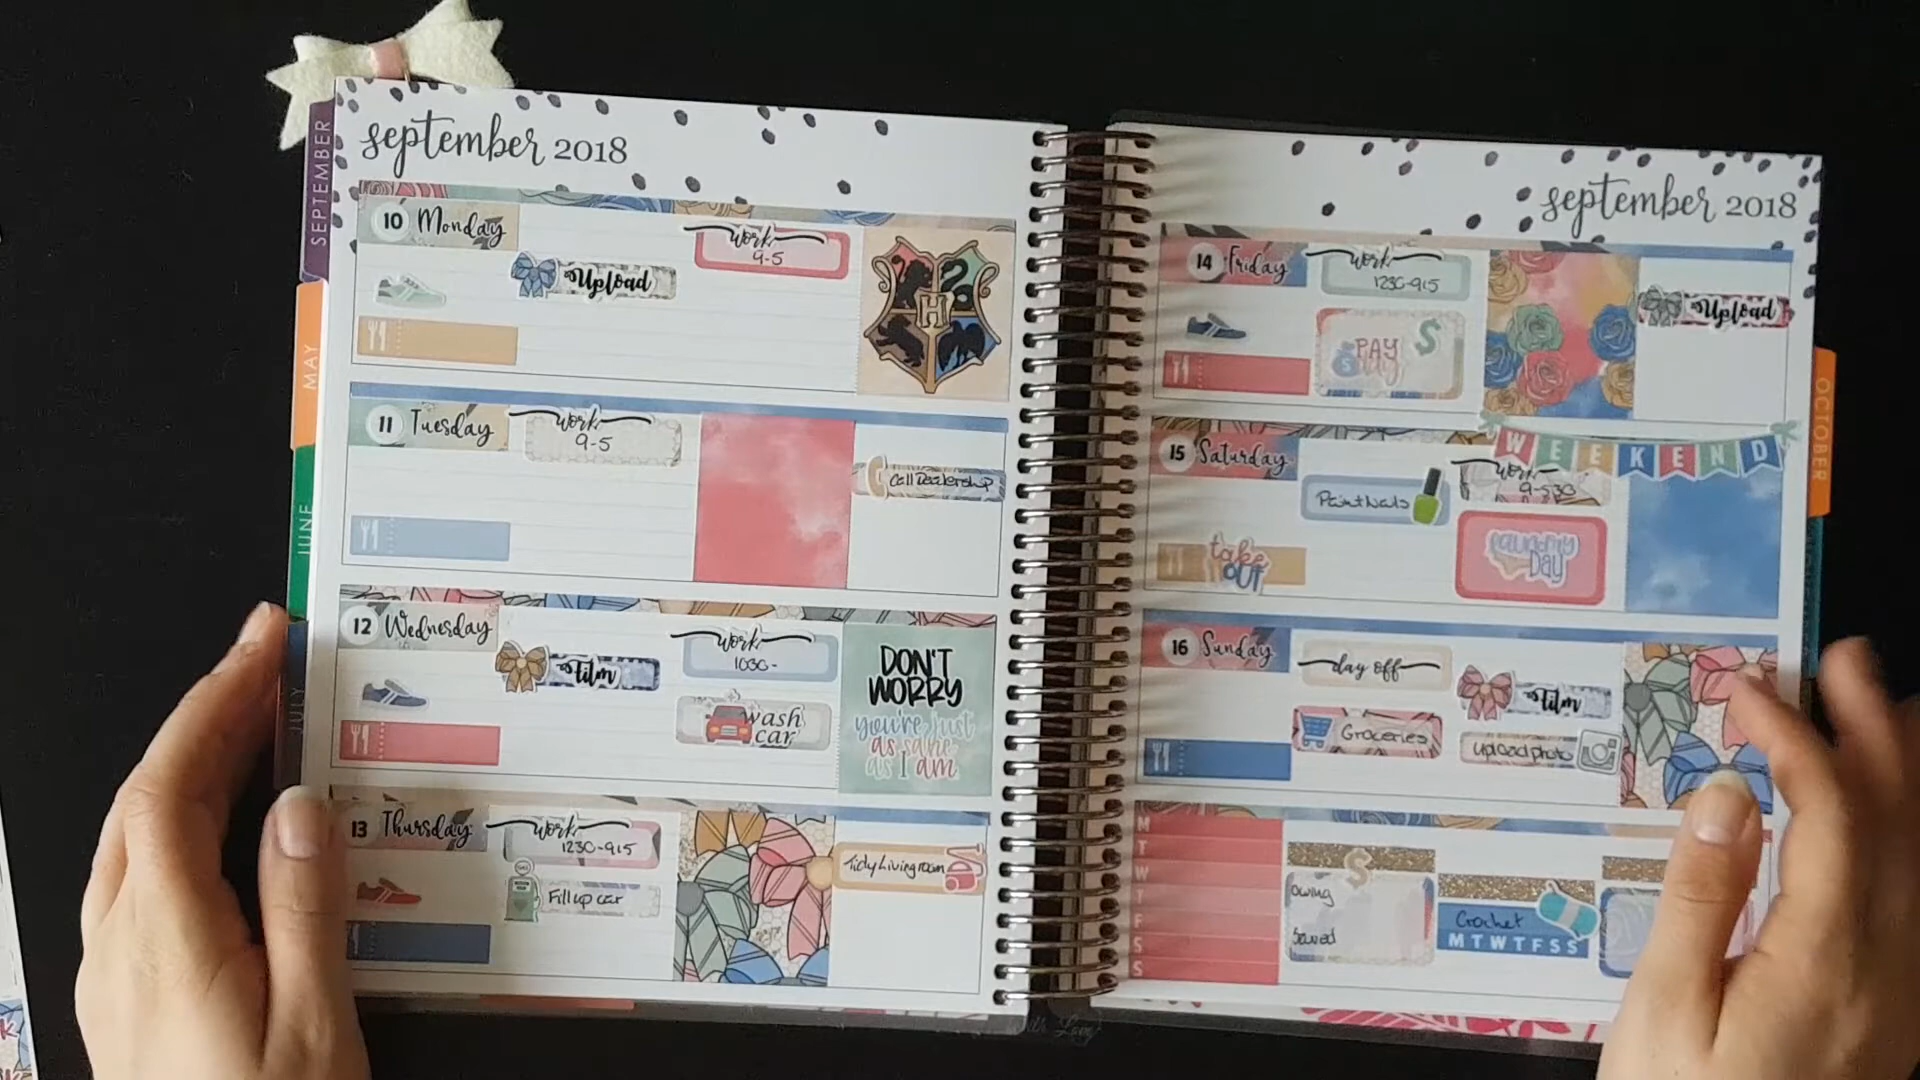 SEPTEMBER
MAY
JUNE
JULY
september 2018
10 Monday
Upload
Work
9-5
H
11 Tuesday
Work
9-5
Call Dealership
12 Wednesday
Film
Work
1030-
wash
car
DON'T
WORRY
you're just
as sane
as I am
13 Thursday
Work
1230-915
Fill up car
Tidy Living room
september 2018
14 Friday
Work
1230-915
PAY
Day
$
Upload
WEEKEND
15 Saturday
Paint Nails
Work
9-530
take
OUT
laundry
DAY
16 Sunday
day off
Groceries
Film
Upload photo
M
T
W
T
F
S
S
$
owing
Saved
Crochet
MTWTFSS
OCTOBER